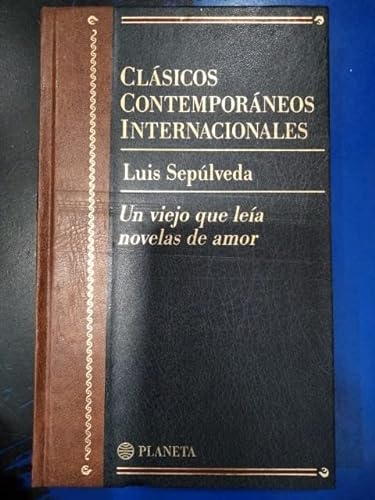 CLÁSICOS
CONTEMPORÁNEOS
INTERNACIONALES
Luis Sepúlveda
Un viejo que leía
novelas de amor
PLANETA